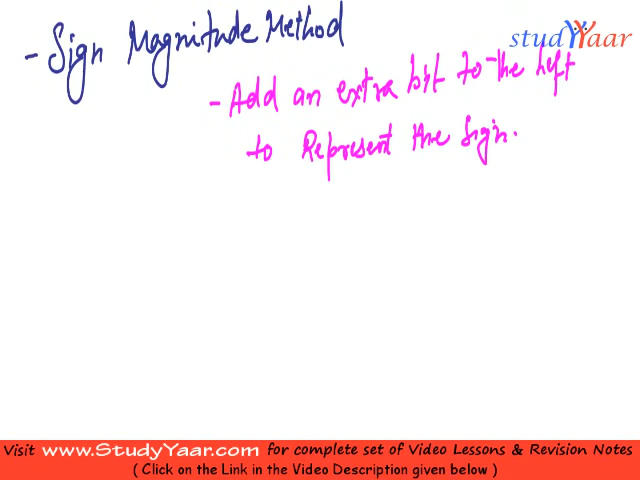 - Sign Magnitude Method
studYYaar
- Add an extra bit to the left
to Represent the Sign.
Visit www.StudyYaar.com for complete set of Video Lessons & Revision Notes
( Click on the Link in the Video Description given below )